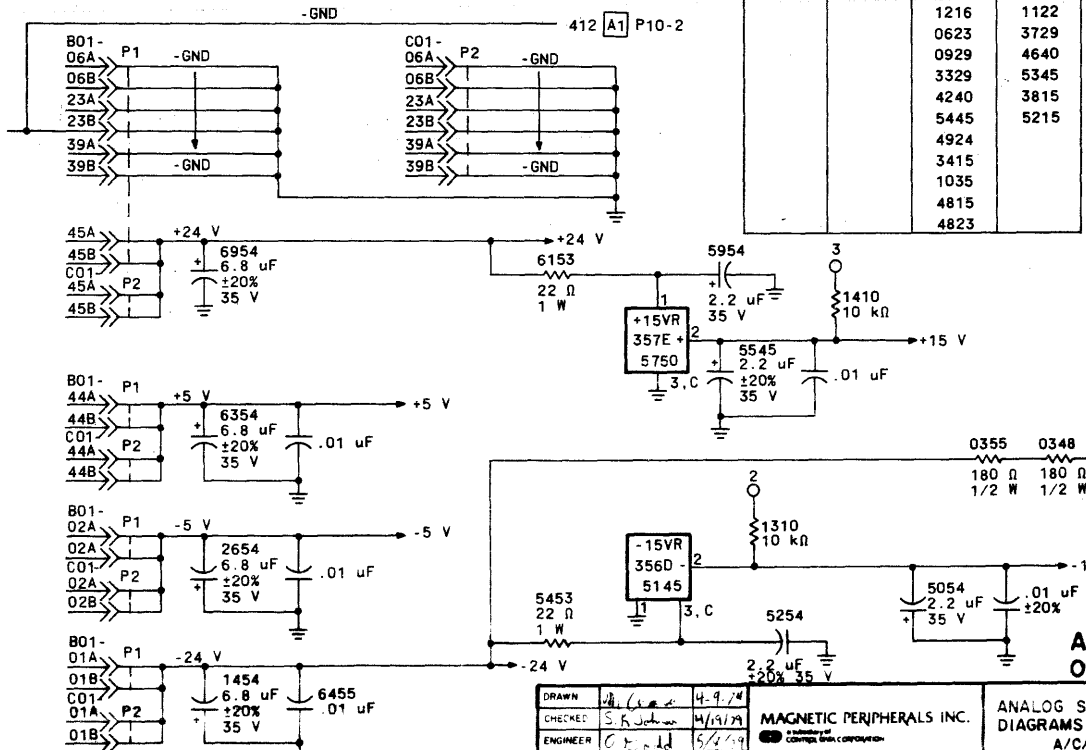 -GND
412 A1 P10-2
B01-
06A P1 -GND
06B
23A
23B
39A
39B -GND
C01-
06A P2 -GND
06B
23A
23B
39A
39B -GND
1216 1122
0623 3729
0929 4640
3329 5345
4240 3815
5445 5215
4924
3415
1035
4815
4823
45A +24 V
45B
C01-
45A P2
45B
+ 6954
6.8 uF
±20%
35 V
+24 V
6153
22 Ω
1 W
5954
+
2.2 uF
35 V
1
+15VR
357E + 2
5750
3,C
+ 5545
2.2 uF
±20%
35 V
.01 uF
3
1410
10 kΩ
+15 V
B01-
44A P1 +5 V
44B
C01
44A P2
44B
+ 6354
6.8 uF
±20%
35 V
.01 uF
+5 V
B01-
02A P1 -5 V
02A
C01-
02A P2
02B
2654
6.8 uF
±20%
+ 35 V
.01 uF
-5 V
0355 0348
180 Ω 180 Ω
1/2 W 1/2 W
2
1310
10 kΩ
-15VR
356D - 2
5145
1 3,C
5453
22 Ω
1 W
5254
2.2 uF
±20% 35 V
5054
2.2 uF
+ 35 V
.01 uF
±20%
-1
B01-
01A P1 -24 V
01B
C01-
01A P2
01B
1454
6.8 uF
±20%
+ 35 V
6455
.01 uF
-24 V
A
O
DRAWN
CHECKED S. K. Johnson 4/19/79
ENGINEER
MAGNETIC PERIPHERALS INC.
a subsidiary of
CONTROL DATA CORPORATION
ANALOG S
DIAGRAMS
A/C/